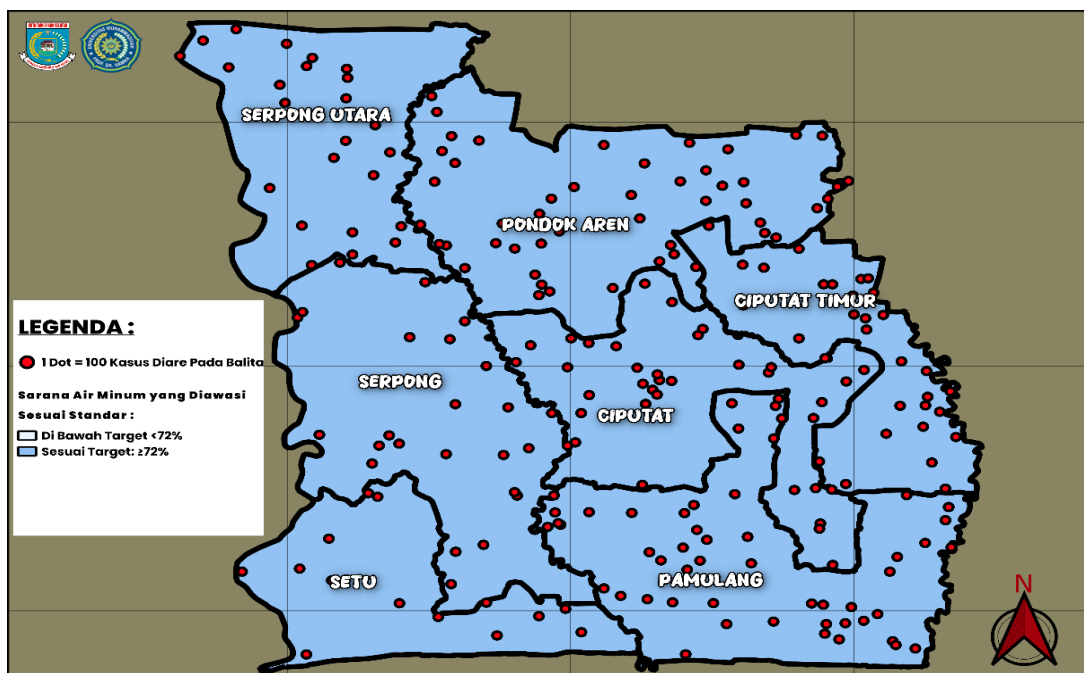 SERPONG UTARA
PONDOK AREN
CIPUTAT TIMUR
LEGENDA :
1 Dot = 100 Kasus Diare Pada Balita
Sarana Air Minum yang Diawasi
Sesuai Standar :
Di Bawah Target <72%
Sesuai Target: ≥72%
SERPONG
CIPUTAT
SETU
PAMULANG
N